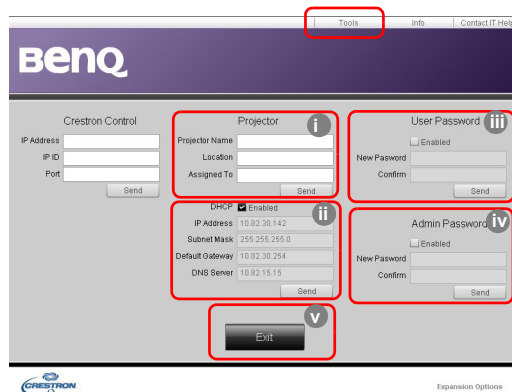 Tools Info Contact IT Help
BenQ
Crestron Control
IP Address
IP ID
Port
Send
Projector i
Projector Name
Location
Assigned To
Send
ii
DHCP Enabled
IP Address 10.82.30.142
Subnet Mask 255.255.255.0
Default Gateway 10.82.30.254
DNS Server 10.82.15.15
Send
User Password iii
Enabled
New Pasword
Confirm
Send
Admin Password iv
Enabled
New Pasword
Confirm
Send
v
Exit
CRESTRON
Expansion Options